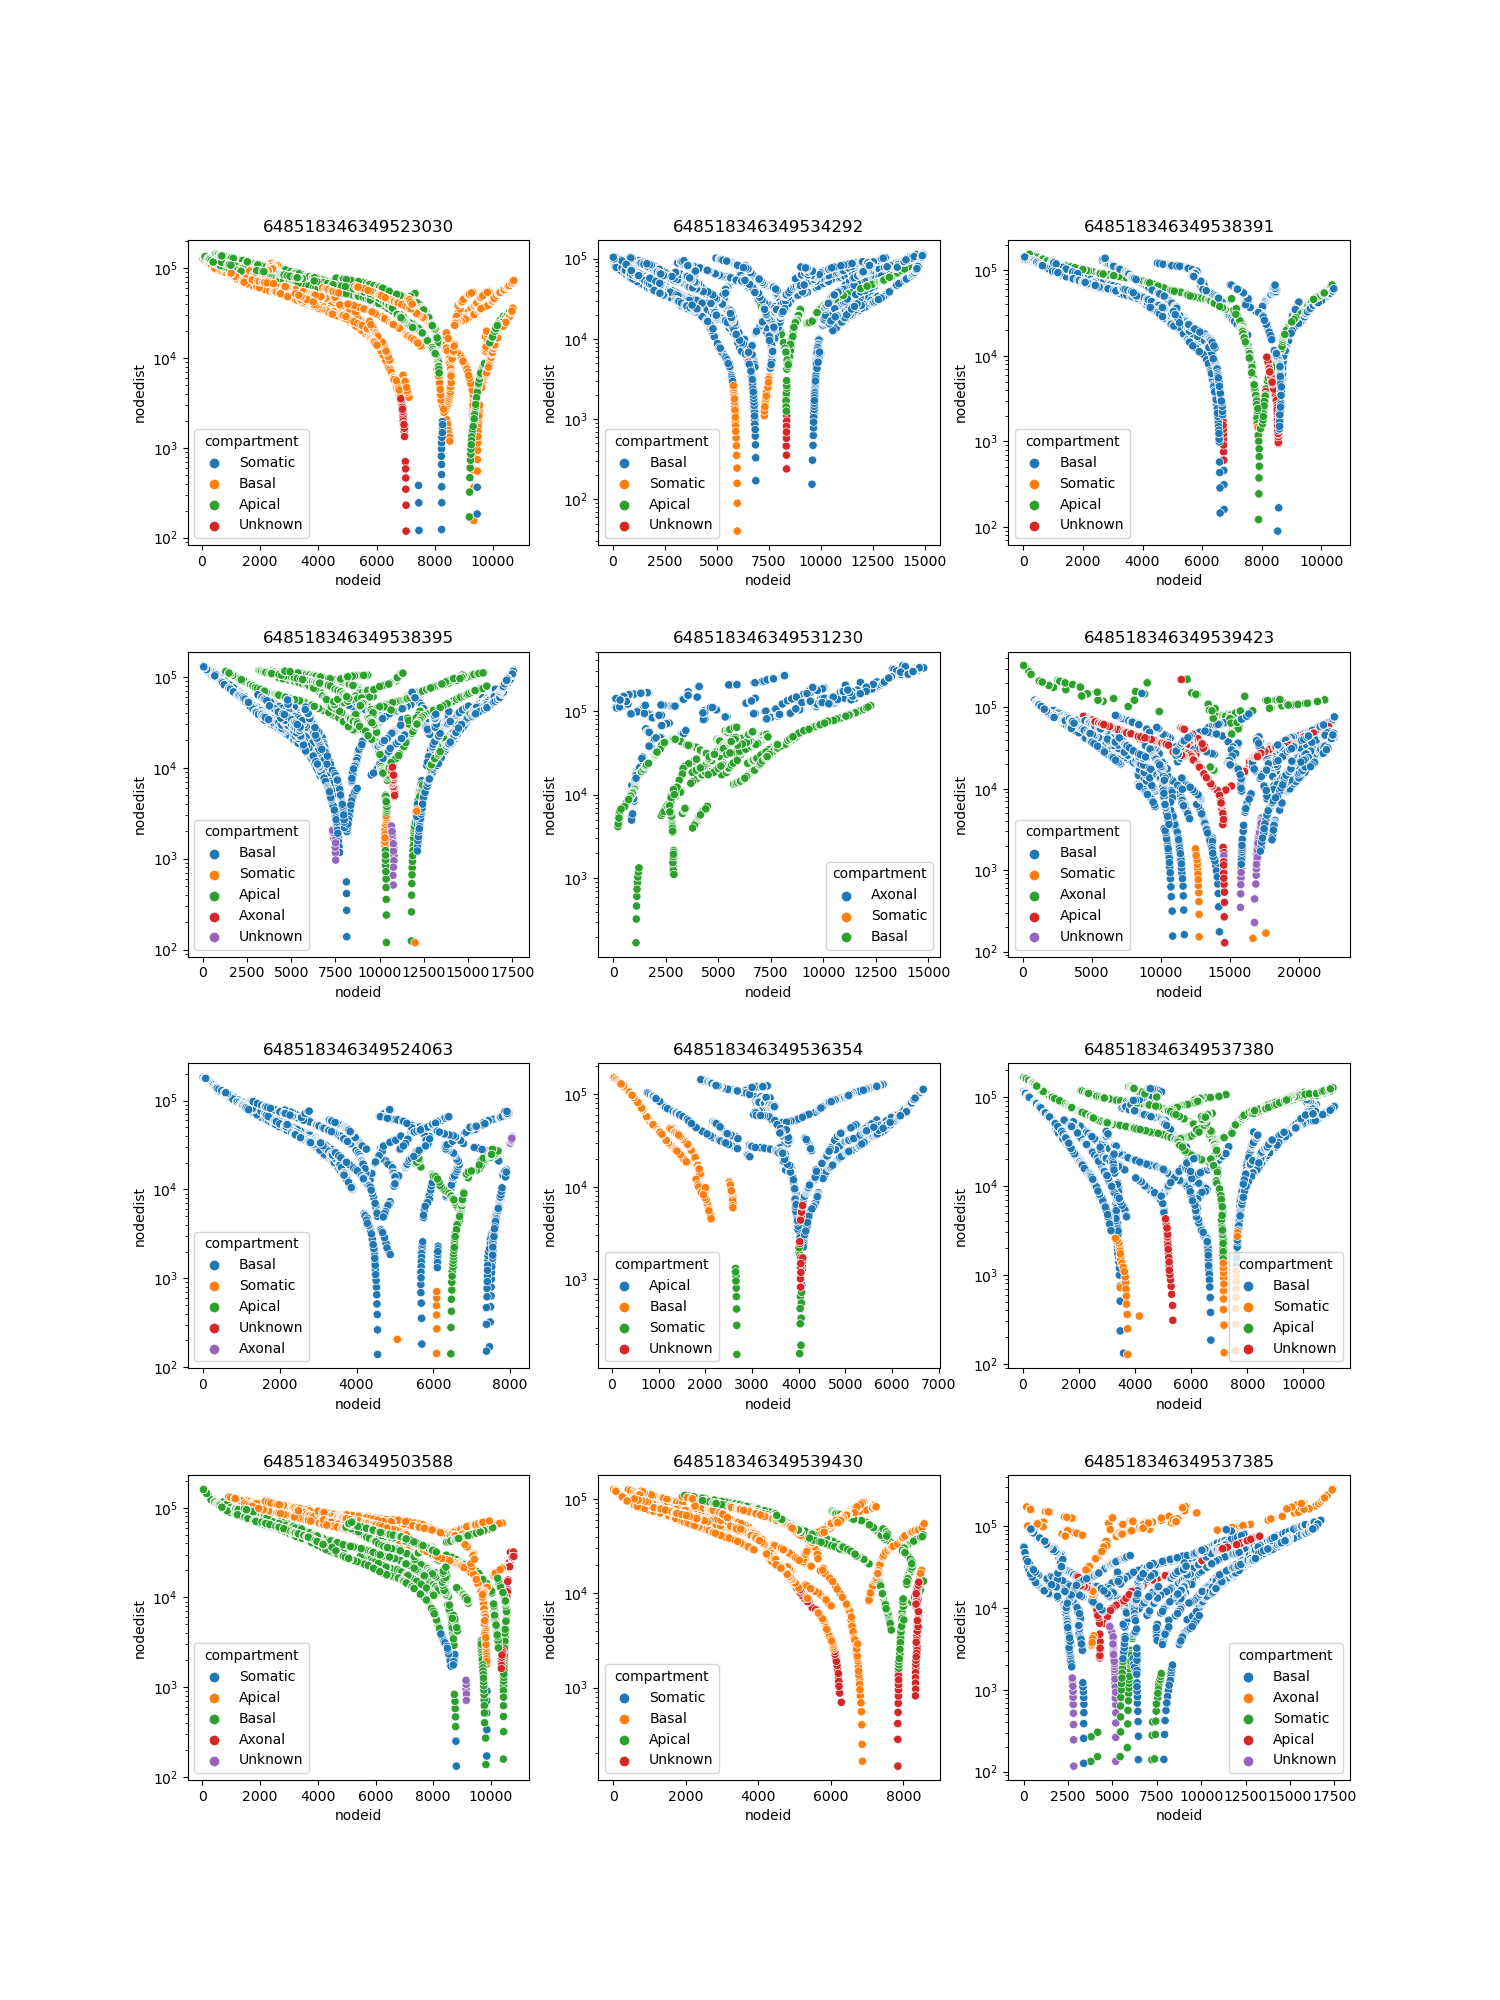 648518346349523030 648518346349534292 648518346349538391
10^5
10^4
10^3
10^2
nodedist
compartment
Somatic
Basal
Apical
Unknown
0 2000 4000 6000 8000 10000
nodeid
10^5
10^4
10^3
10^2
nodedist
compartment
Basal
Somatic
Apical
Unknown
0 2500 5000 7500 10000 12500 15000
nodeid
10^5
10^4
10^3
10^2
nodedist
compartment
Basal
Somatic
Apical
Unknown
0 2000 4000 6000 8000 10000
nodeid
648518346349538395 648518346349531230 648518346349539423
10^5
10^4
10^3
10^2
nodedist
compartment
Basal
Somatic
Apical
Axonal
Unknown
0 2500 5000 7500 10000 12500 15000 17500
nodeid
10^5
10^4
10^3
nodedist
compartment
Axonal
Somatic
Basal
0 2500 5000 7500 10000 12500 15000
nodeid
10^5
10^4
10^3
10^2
nodedist
compartment
Basal
Somatic
Axonal
Apical
Unknown
0 5000 10000 15000 20000
nodeid
648518346349524063 648518346349536354 648518346349537380
10^5
10^4
10^3
10^2
nodedist
compartment
Basal
Somatic
Apical
Unknown
Axonal
0 2000 4000 6000 8000
nodeid
10^5
10^4
10^3
nodedist
compartment
Apical
Basal
Somatic
Unknown
0 1000 2000 3000 4000 5000 6000 7000
nodeid
10^5
10^4
10^3
10^2
nodedist
compartment
Basal
Somatic
Apical
Unknown
0 2000 4000 6000 8000 10000
nodeid
648518346349503588 648518346349539430 648518346349537385
10^5
10^4
10^3
10^2
nodedist
compartment
Somatic
Apical
Basal
Axonal
Unknown
0 2000 4000 6000 8000 10000
nodeid
10^5
10^4
10^3
nodedist
compartment
Somatic
Basal
Apical
Unknown
0 2000 4000 6000 8000
nodeid
10^5
10^4
10^3
10^2
nodedist
compartment
Basal
Axonal
Somatic
Apical
Unknown
0 2500 5000 7500 10000 12500 15000 17500
nodeid